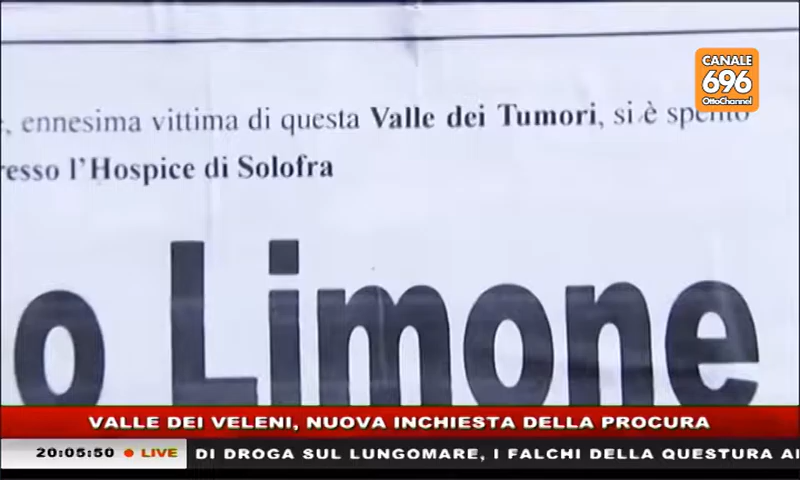 CANALE
696
OttoChannel
, ennesima vittima di questa Valle dei Tumori, si è spento
resso l'Hospice di Solofra
o Limone
VALLE DEI VELENI, NUOVA INCHIESTA DELLA PROCURA
20:05:50 LIVE DI DROGA SUL LUNGOMARE, I FALCHI DELLA QUESTURA